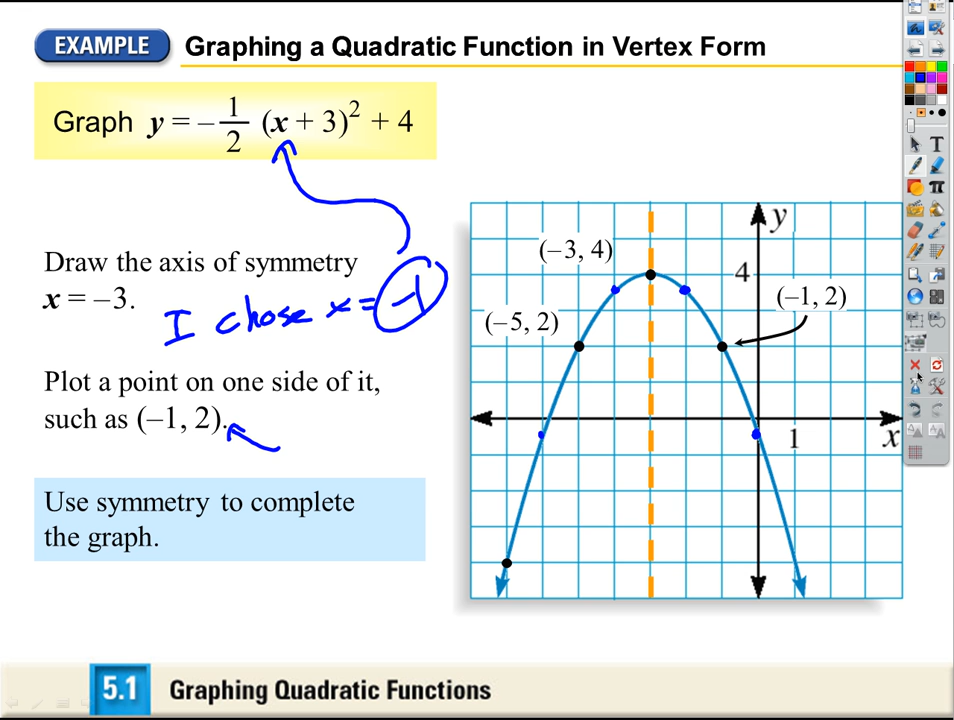 EXAMPLE Graphing a Quadratic Function in Vertex Form
Graph y = – 1/2 (x + 3)² + 4
Draw the axis of symmetry
x = –3.
I chose x = –1
Plot a point on one side of it,
such as (–1, 2).
Use symmetry to complete
the graph.
y
(–3, 4)
4
(–1, 2)
(–5, 2)
1
x
5.1 Graphing Quadratic Functions